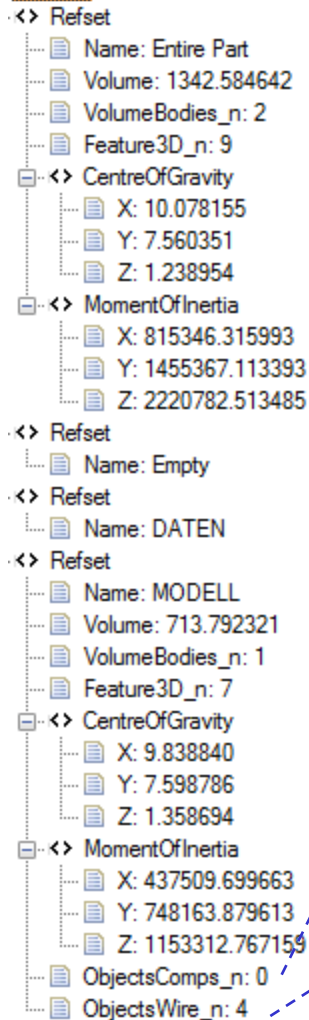 Refset
Name: Entire Part
Volume: 1342.584642
VolumeBodies_n: 2
Feature3D_n: 9
CentreOfGravity
X: 10.078155
Y: 7.560351
Z: 1.238954
MomentOfInertia
X: 815346.315993
Y: 1455367.113393
Z: 2220782.513485
Refset
Name: Empty
Refset
Name: DATEN
Refset
Name: MODELL
Volume: 713.792321
VolumeBodies_n: 1
Feature3D_n: 7
CentreOfGravity
X: 9.838840
Y: 7.598786
Z: 1.358694
MomentOfInertia
X: 437509.699663
Y: 748163.879613
Z: 1153312.767159
ObjectsComps_n: 0
ObjectsWire_n: 4